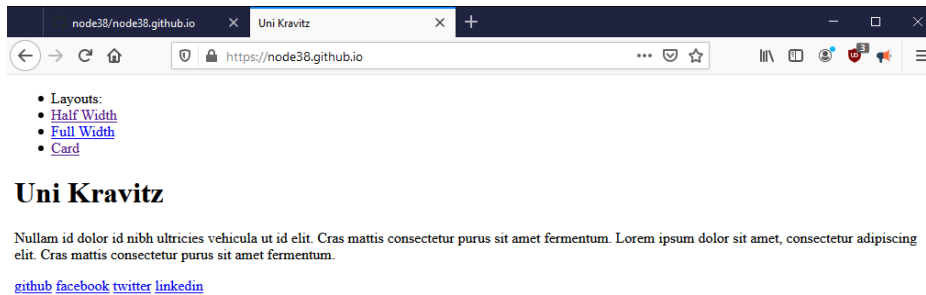 node38/node38.github.io
Uni Kravitz
https://node38.github.io
3
Layouts:
Half Width
Full Width
Card
Uni Kravitz
Nullam id dolor id nibh ultricies vehicula ut id elit. Cras mattis consectetur purus sit amet fermentum. Lorem ipsum dolor sit amet, consectetur adipiscing
elit. Cras mattis consectetur purus sit amet fermentum.
github facebook twitter linkedin